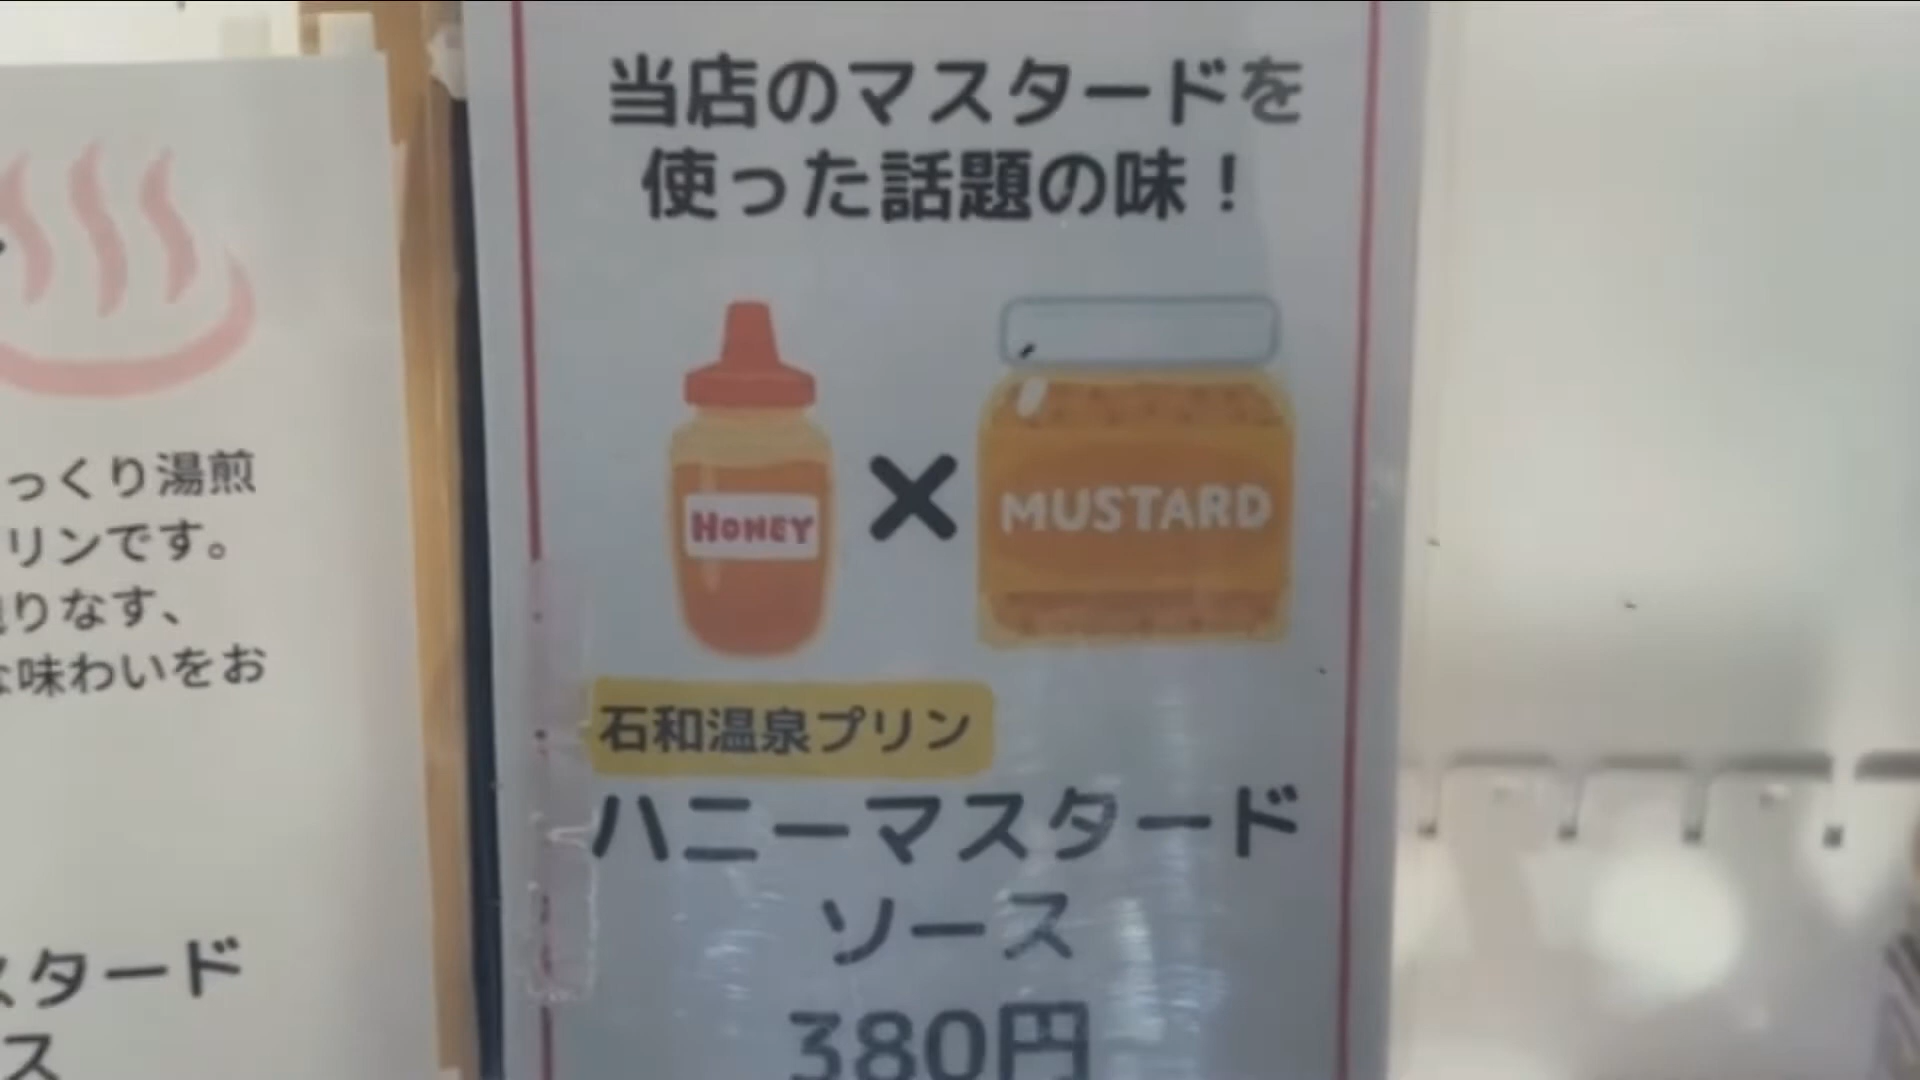 当店のマスタードを
使った話題の味!
HONEY
×
MUSTARD
石和温泉プリン
ハニーマスタード
ソース
380円
っくり湯煎
リンです。
りなす、
味わいをお
スタード
ス